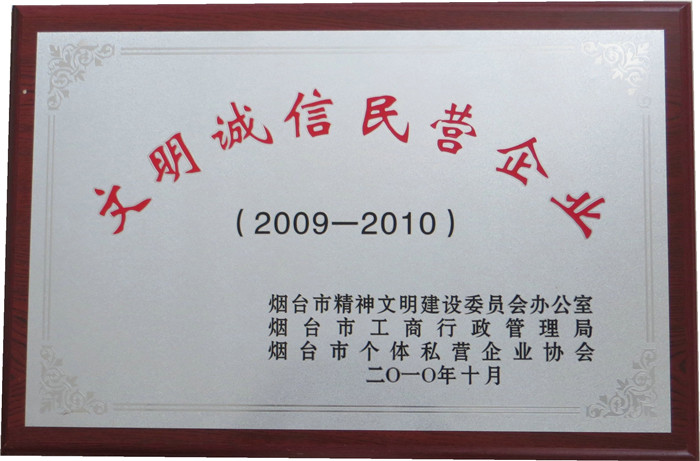 文明诚信民营企业
（2009—2010）
烟台市精神文明建设委员会办公室
烟台市工商行政管理局
烟台市个体私营企业协会
二〇一〇年十月